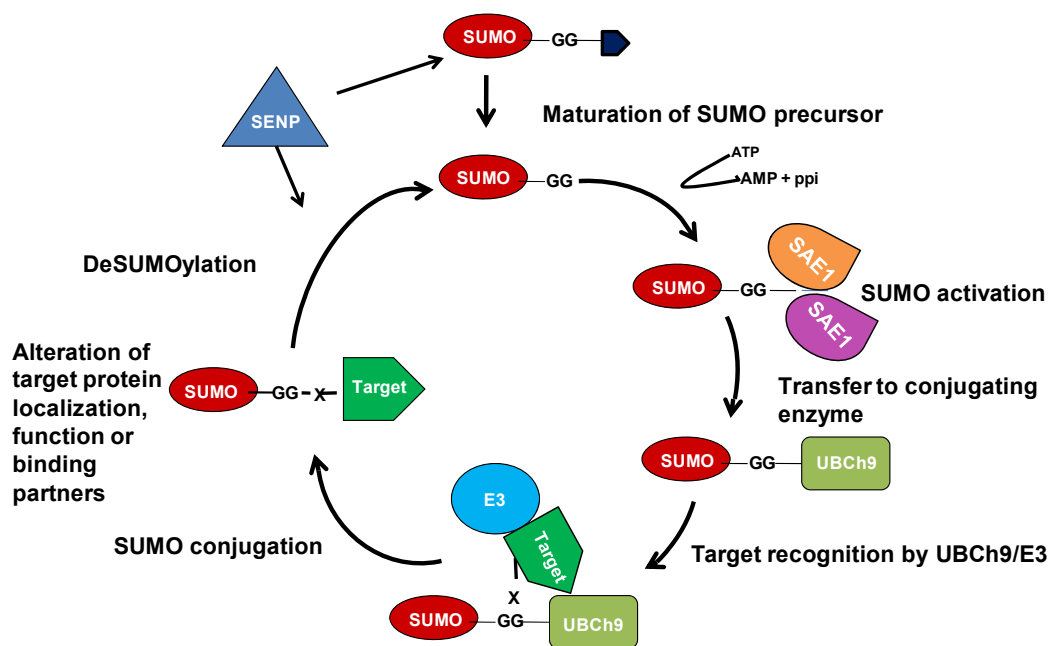 SUMO
GG
SENP
Maturation of SUMO precursor
ATP
AMP + ppi
SUMO
GG
SAE1
SAE1
SUMO
GG
SUMO activation
DeSUMOylation
Alteration of
target protein
localization,
function or
binding
partners
SUMO
GG
X
Target
Transfer to conjugating
enzyme
SUMO
GG
UBCh9
E3
Target
X
SUMO
GG
UBCh9
SUMO conjugation
Target recognition by UBCh9/E3